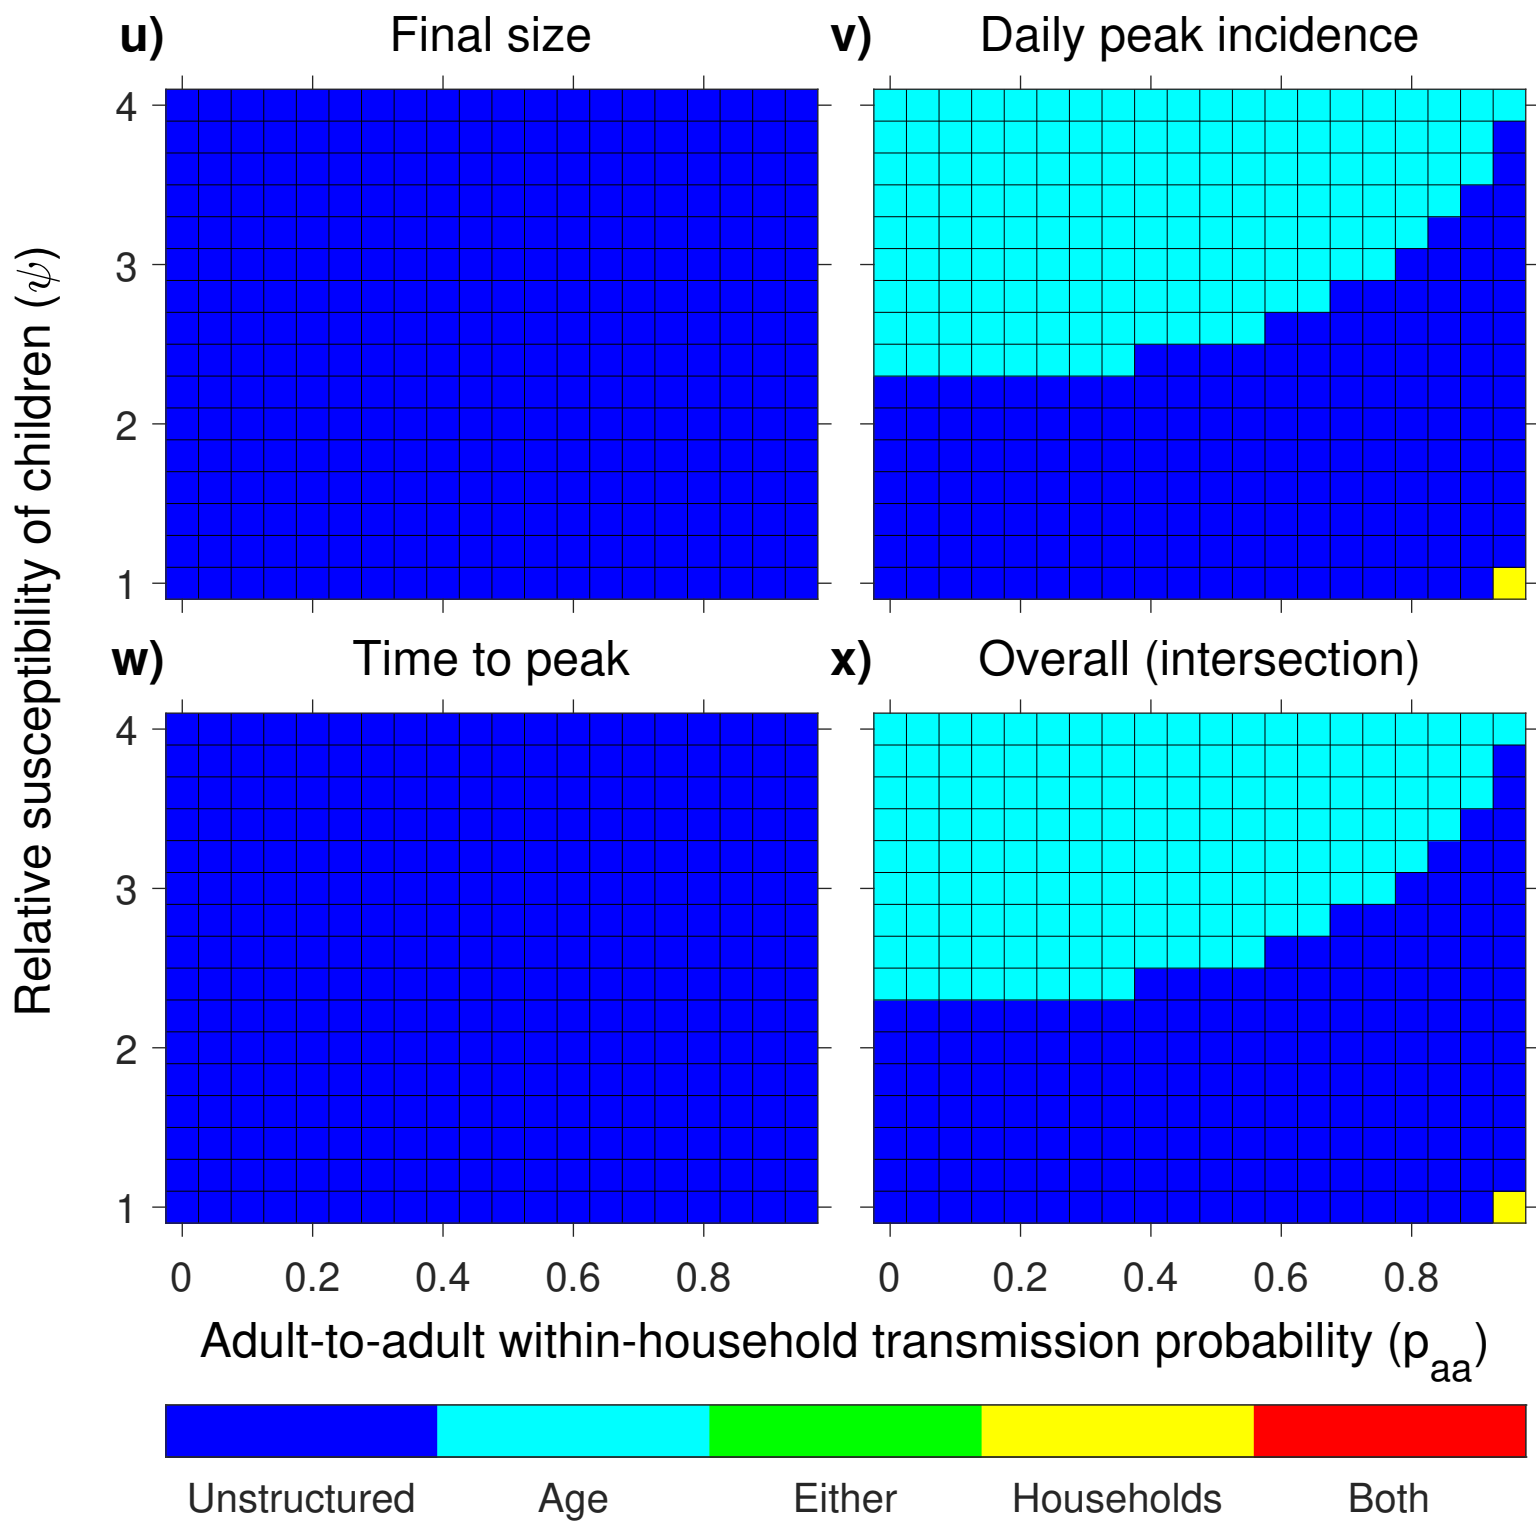 u) Final size
v) Daily peak incidence
4
3
2
1
Relative susceptibility of children (ψ)
w) Time to peak
x) Overall (intersection)
4
3
2
1
0 0.2 0.4 0.6 0.8
0 0.2 0.4 0.6 0.8
Adult-to-adult within-household transmission probability (p_aa)
Unstructured Age Either Households Both